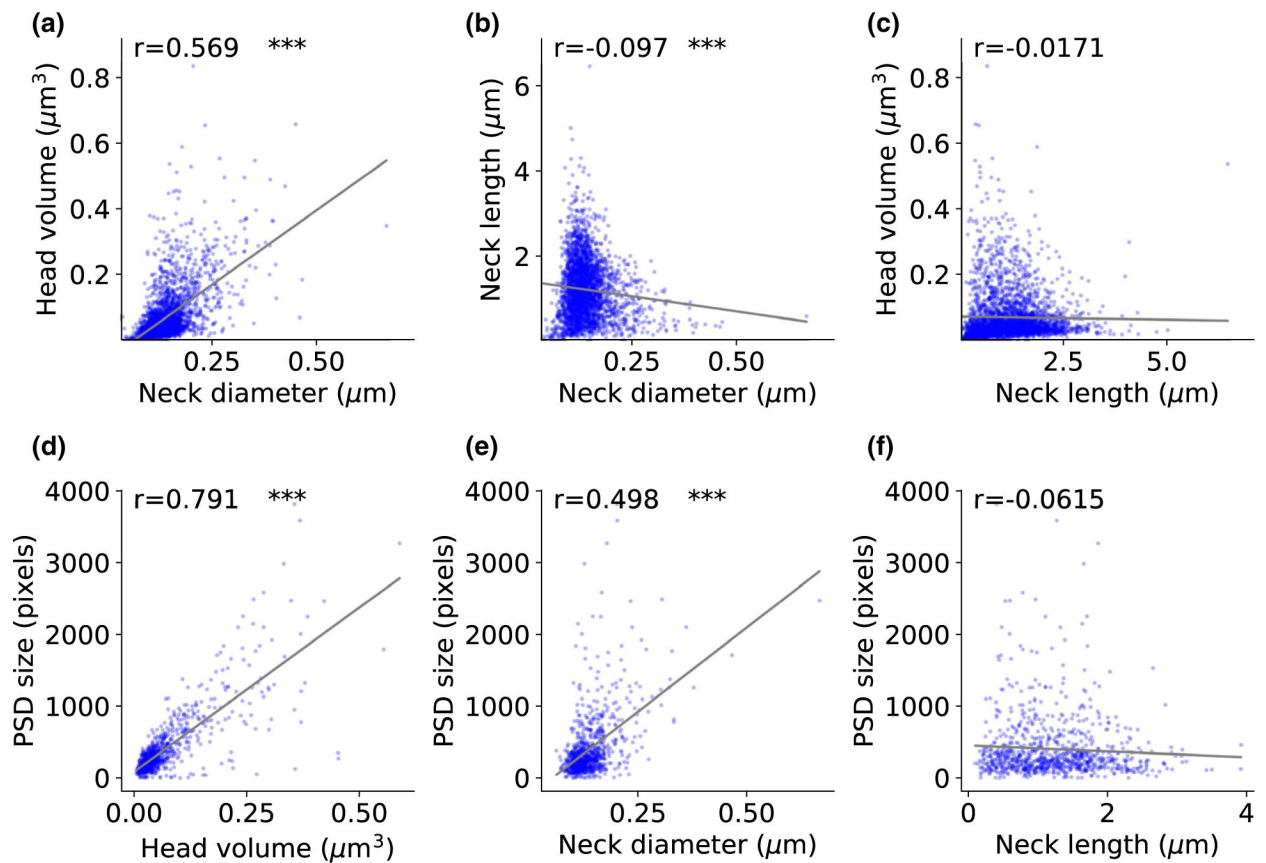 (a)
r=0.569 ***
Head volume (μm³)
0.8
0.6
0.4
0.2
0.25 0.50
Neck diameter (μm)
(b)
r=-0.097 ***
Neck length (μm)
6
4
2
0.25 0.50
Neck diameter (μm)
(c)
r=-0.0171
Head volume (μm³)
0.8
0.6
0.4
0.2
2.5 5.0
Neck length (μm)
(d)
r=0.791 ***
PSD size (pixels)
4000
3000
2000
1000
0
0.00 0.25 0.50
Head volume (μm³)
(e)
r=0.498 ***
PSD size (pixels)
4000
3000
2000
1000
0
0.25 0.50
Neck diameter (μm)
(f)
r=-0.0615
PSD size (pixels)
4000
3000
2000
1000
0
0 2 4
Neck length (μm)